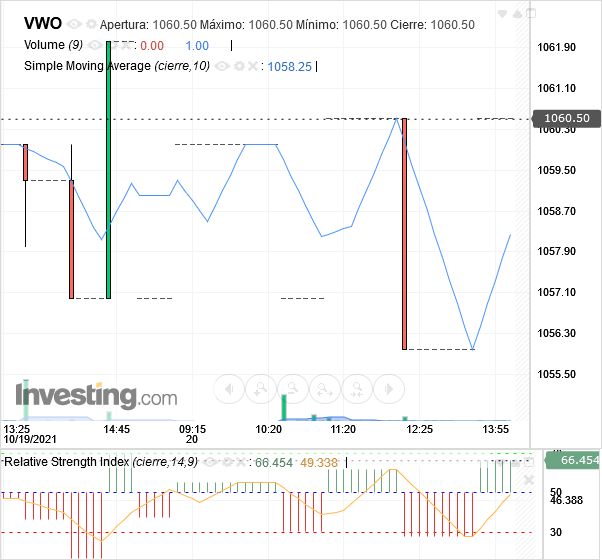 VWO Apertura: 1060.50 Máximo: 1060.50 Mínimo: 1060.50 Cierre: 1060.50
Volume (9) : 0.00 1.00
Simple Moving Average (cierre,10) : 1058.25
1061.90
1061.10
1060.50
1060.30
1059.50
1058.70
1057.90
1057.10
1056.30
1055.50
Investing.com
13:25 14:45 09:15 10:20 11:20 12:25 13:55
10/19/2021 20
Relative Strength Index (cierre,14,9) : 66.454 49.338
66.454
50
46.388
30